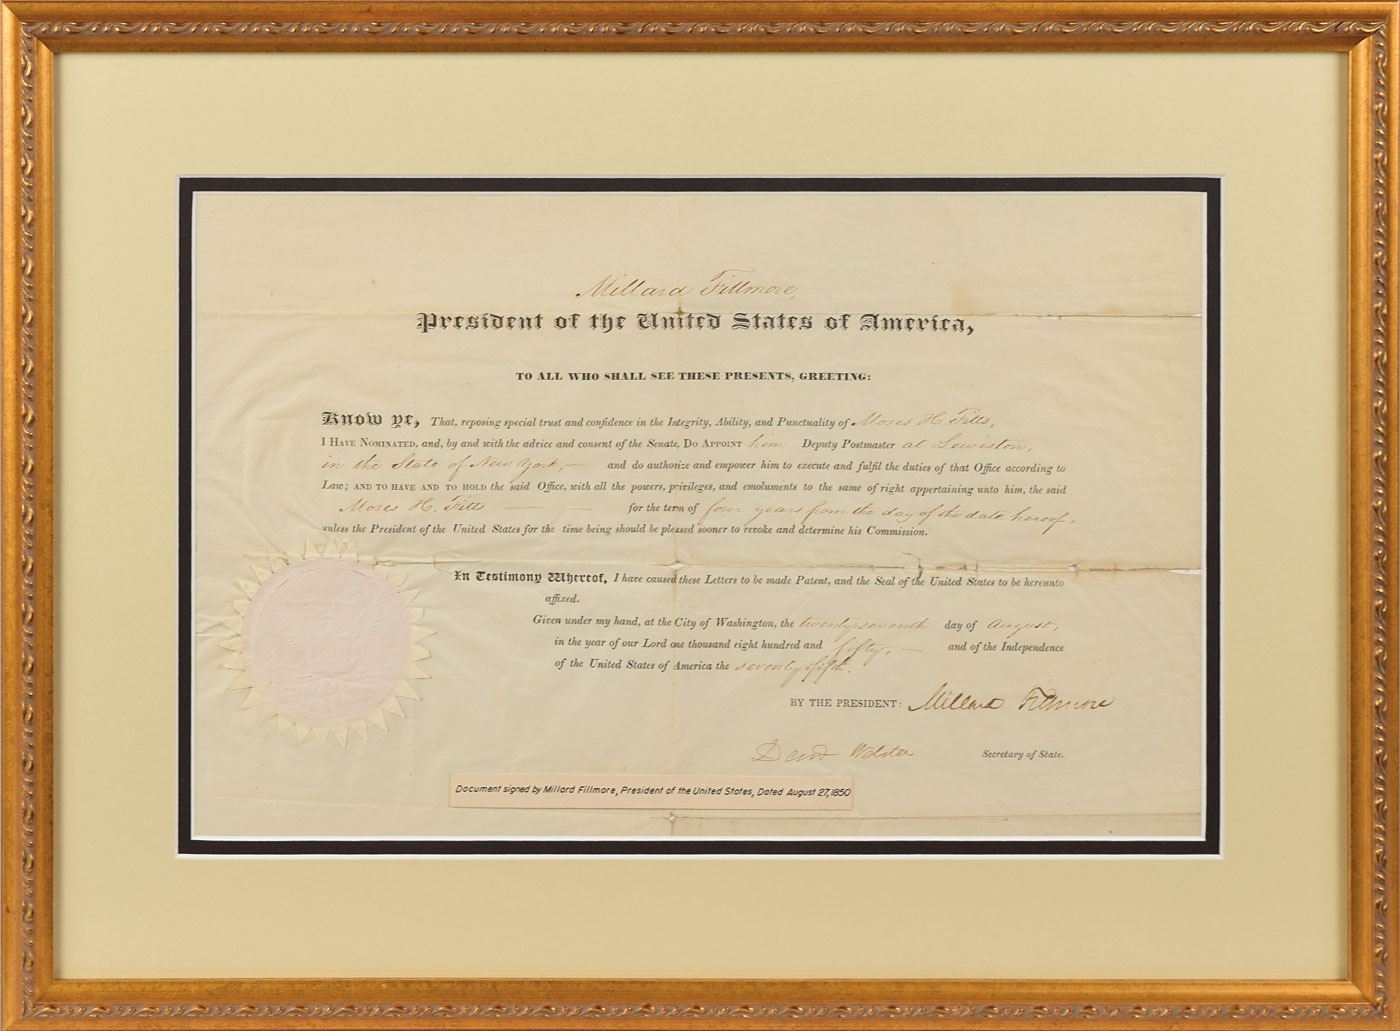 Millard Fillmore,
President of the United States of America,
TO ALL WHO SHALL SEE THESE PRESENTS, GREETING:
Know ye, That, reposing special trust and confidence in the Integrity, Ability, and Punctuality of Moses H. Fitts,
I HAVE NOMINATED, and, by and with the advice and consent of the Senate, DO APPOINT him Deputy Postmaster at Lewiston,
in the State of New York, — and do authorize and empower him to execute and fulfil the duties of that Office according to
Law; AND TO HAVE AND TO HOLD the said Office, with all the powers, privileges, and emoluments to the same of right appertaining unto him, the said
Moses H. Fitts — — for the term of four years from the day of the date hereof,
unless the President of the United States for the time being should be pleased sooner to revoke and determine his Commission.
In Testimony Whereof, I have caused these Letters to be made Patent, and the Seal of the United States to be hereunto
affixed.
Given under my hand, at the City of Washington, the twenty seventh day of August,
in the year of our Lord one thousand eight hundred and fifty, — and of the Independence
of the United States of America the seventy fifth.
BY THE PRESIDENT: Millard Fillmore
Danl Webster Secretary of State.
Document signed by Millard Fillmore, President of the United States, Dated August 27, 1850